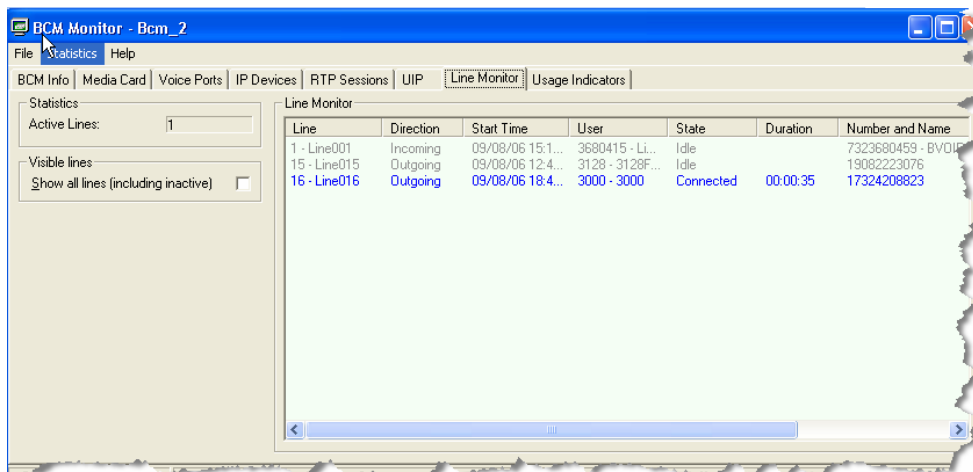 BCM Monitor - Bcm_2
File Statistics Help
BCM Info Media Card Voice Ports IP Devices RTP Sessions UIP Line Monitor Usage Indicators
Statistics
Active Lines: 1
Visible lines
Show all lines (including inactive)
Line Monitor
Line Direction Start Time User State Duration Number and Name
1 - Line001 Incoming 09/08/06 15:1... 3680415 - Li... Idle 7323680459 - BVOIP
15 - Line015 Outgoing 09/08/06 12:4... 3128 - 3128F... Idle 19082223076
16 - Line016 Outgoing 09/08/06 18:4... 3000 - 3000 Connected 00:00:35 17324208823